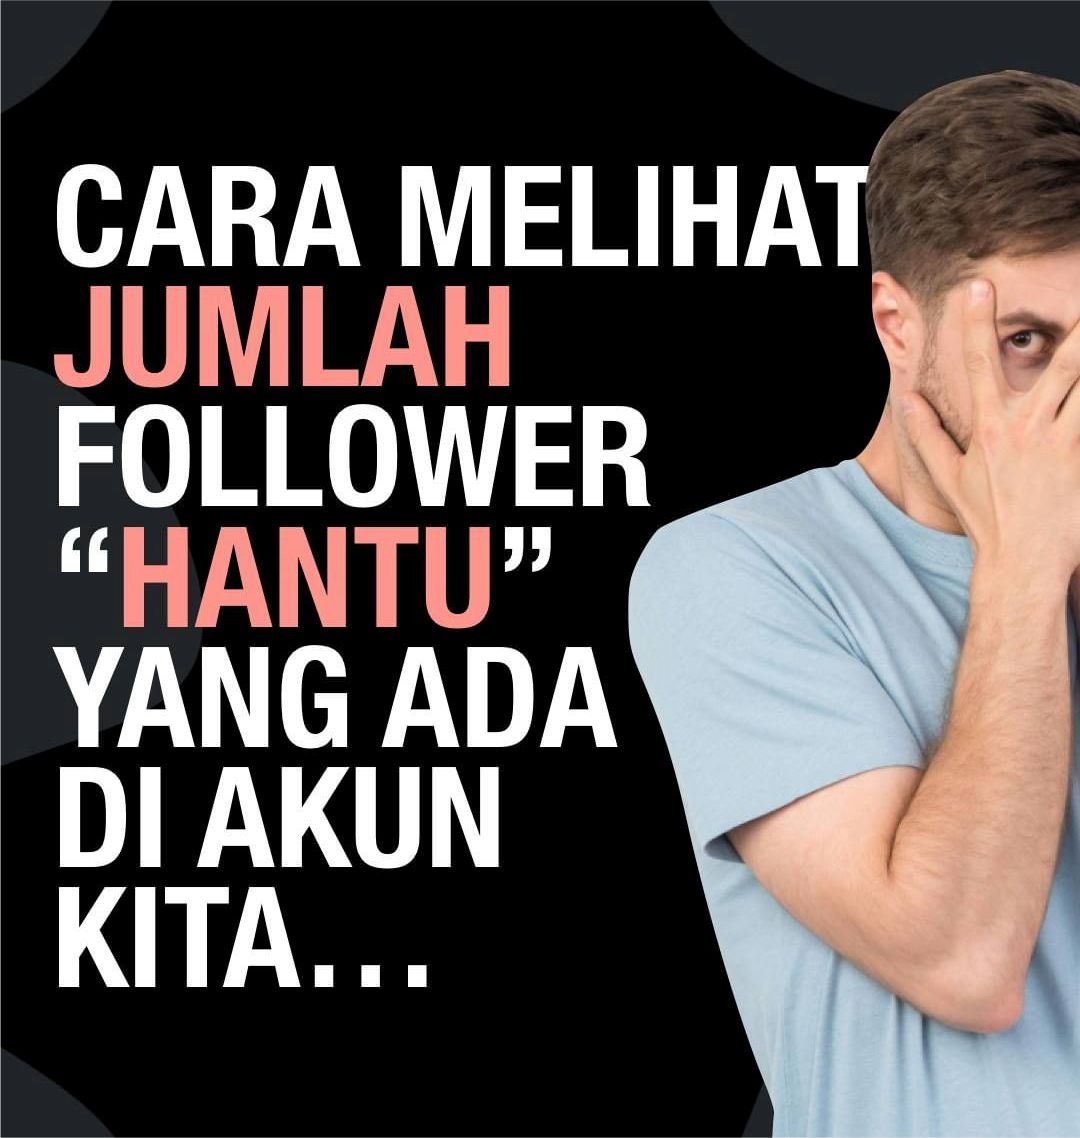 CARA MELIHAT
JUMLAH
FOLLOWER
“HANTU”
YANG ADA
DI AKUN
KITA...